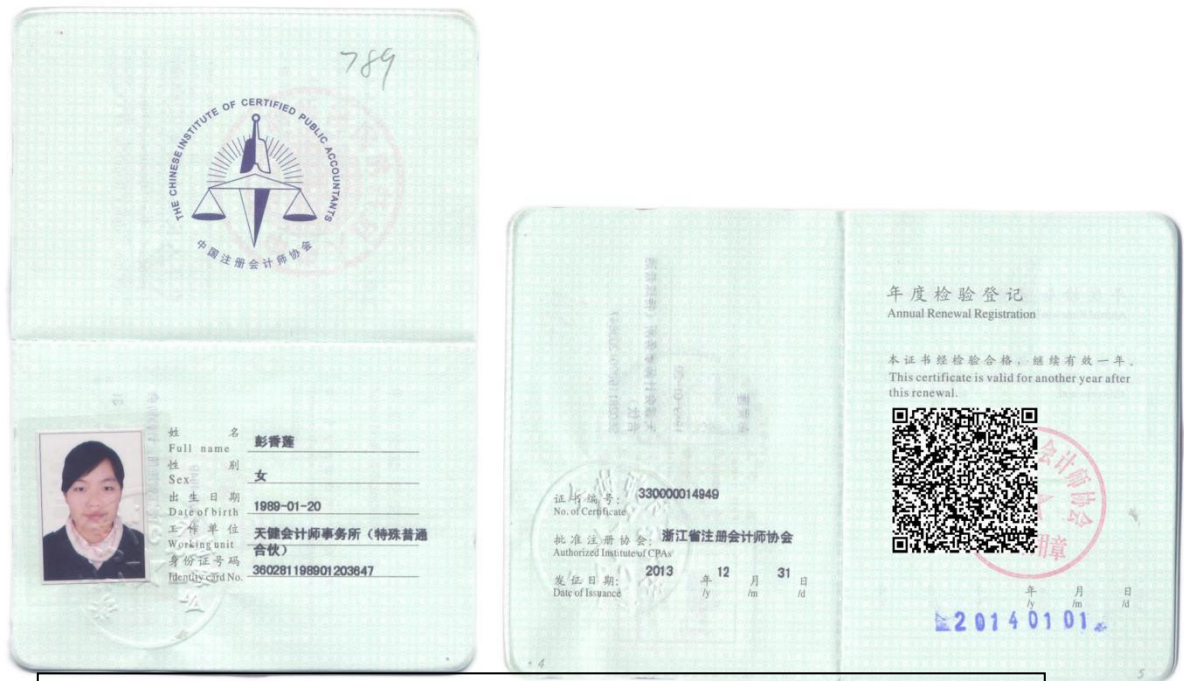 789
THE CHINESE INSTITUTE OF CERTIFIED PUBLIC ACCOUNTANTS
中国注册会计师协会
姓 名 彭香莲
Full name
性 别 女
Sex
出生日期 1989-01-20
Date of birth
工作单位 天健会计师事务所（特殊普通
Working unit 合伙）
身份证号码 360281198901203647
Identity card No.
证书编号: 330000014949
No. of Certificate
批准注册协会: 浙江省注册会计师协会
Authorized Institute of CPAs
发证日期: 2013 年 12 月 31 日
Date of Issuance /y /m /d
4
年度检验登记
Annual Renewal Registration
本证书经检验合格，继续有效一年。
This certificate is valid for another year after
this renewal.
会计师协会
年 月 日
/y /m /d
20140101
5